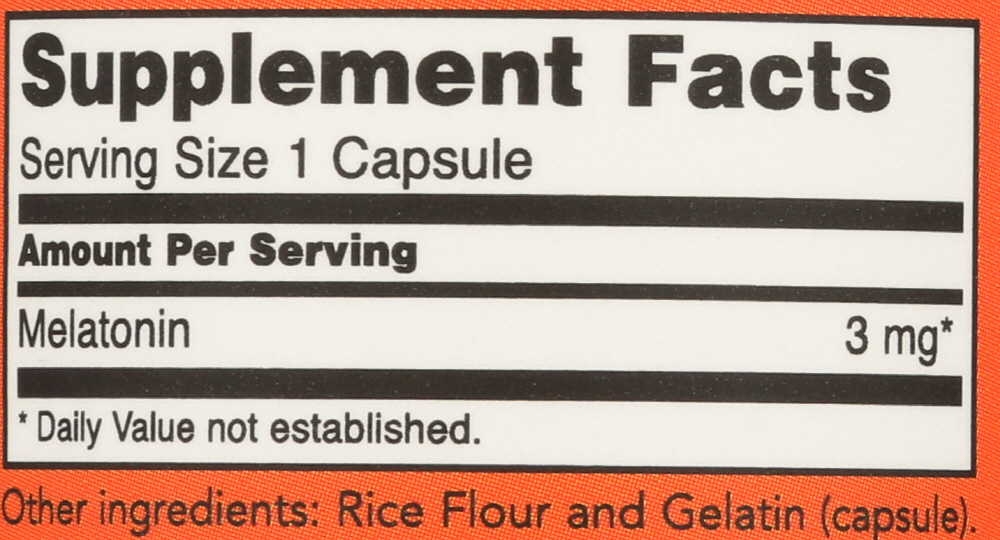 Supplement Facts
Serving Size 1 Capsule
Amount Per Serving
Melatonin 3 mg*
* Daily Value not established.
Other ingredients: Rice Flour and Gelatin (capsule).